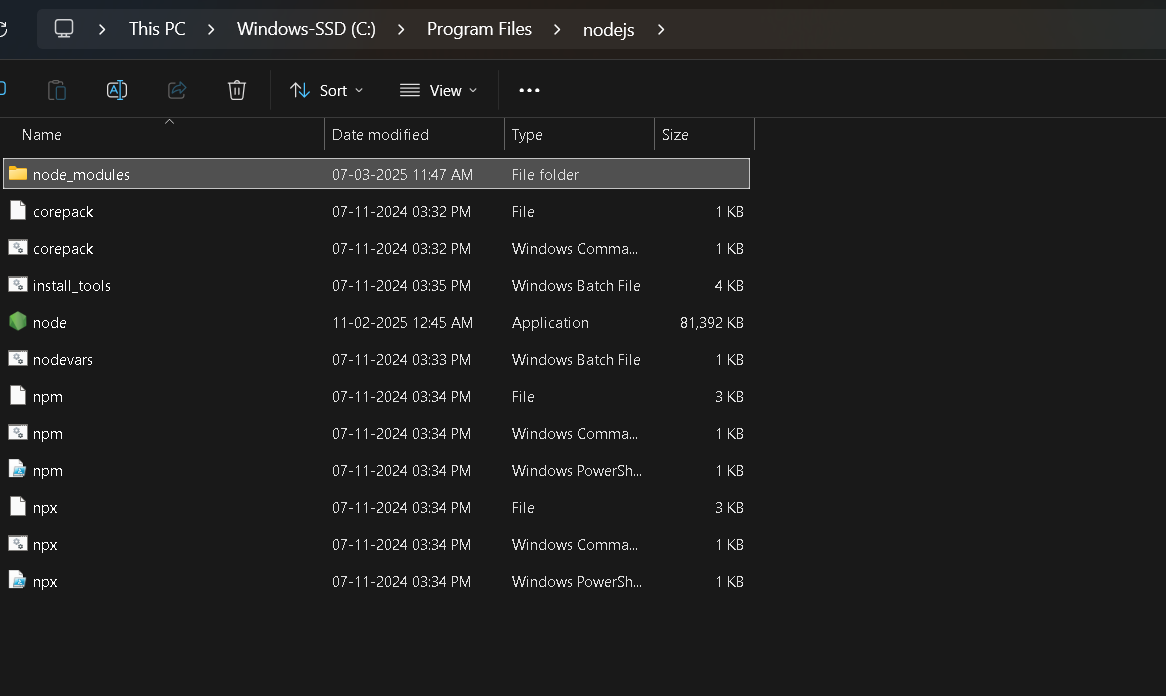 This PC > Windows-SSD (C:) > Program Files > nodejs >
Sort View
Name Date modified Type Size
node_modules 07-03-2025 11:47 AM File folder
corepack 07-11-2024 03:32 PM File 1 KB
corepack 07-11-2024 03:32 PM Windows Comma... 1 KB
install_tools 07-11-2024 03:35 PM Windows Batch File 4 KB
node 11-02-2025 12:45 AM Application 81,392 KB
nodevars 07-11-2024 03:33 PM Windows Batch File 1 KB
npm 07-11-2024 03:34 PM File 3 KB
npm 07-11-2024 03:34 PM Windows Comma... 1 KB
npm 07-11-2024 03:34 PM Windows PowerSh... 1 KB
npx 07-11-2024 03:34 PM File 3 KB
npx 07-11-2024 03:34 PM Windows Comma... 1 KB
npx 07-11-2024 03:34 PM Windows PowerSh... 1 KB